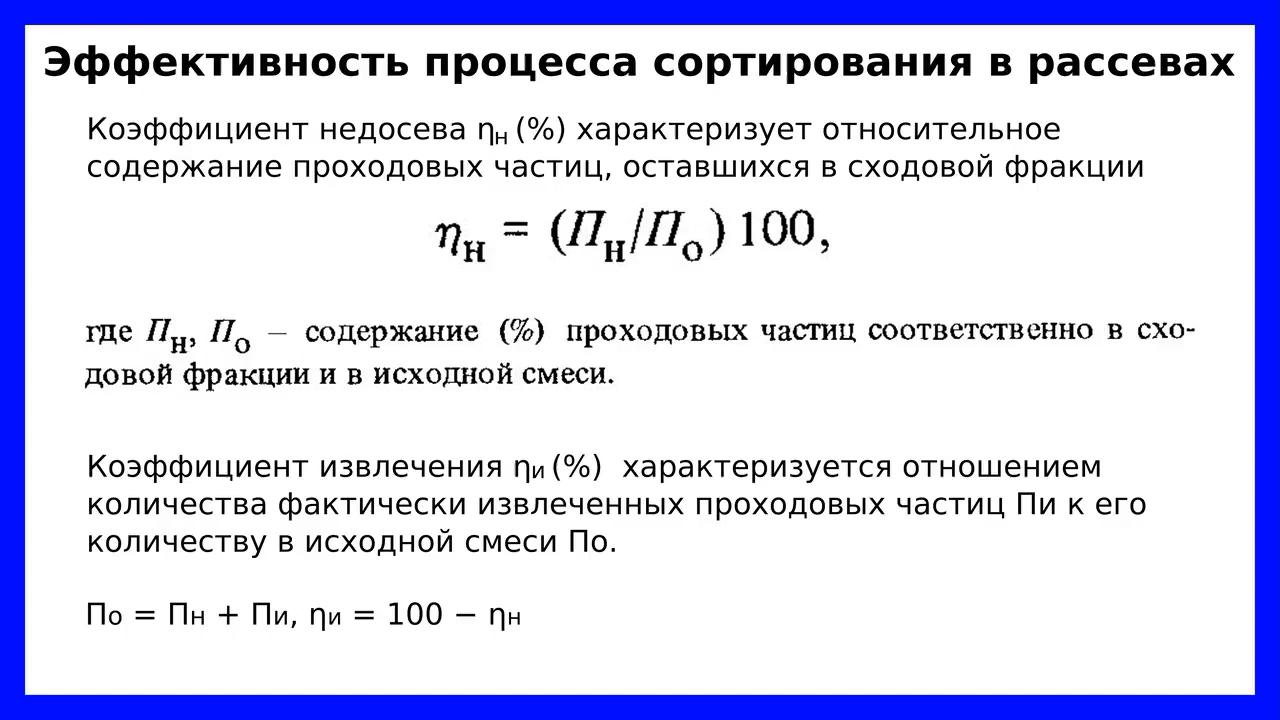 Эффективность процесса сортирования в рассевах
Коэффициент недосева ηн (%) характеризует относительное
содержание проходовых частиц, оставшихся в сходовой фракции
ηн = (Пн/По) 100,
где Пн, По – содержание (%) проходовых частиц соответственно в схо-
довой фракции и в исходной смеси.
Коэффициент извлечения ηи (%) характеризуется отношением
количества фактически извлеченных проходовых частиц Пи к его
количеству в исходной смеси По.
По = Пн + Пи, ηи = 100 − ηн